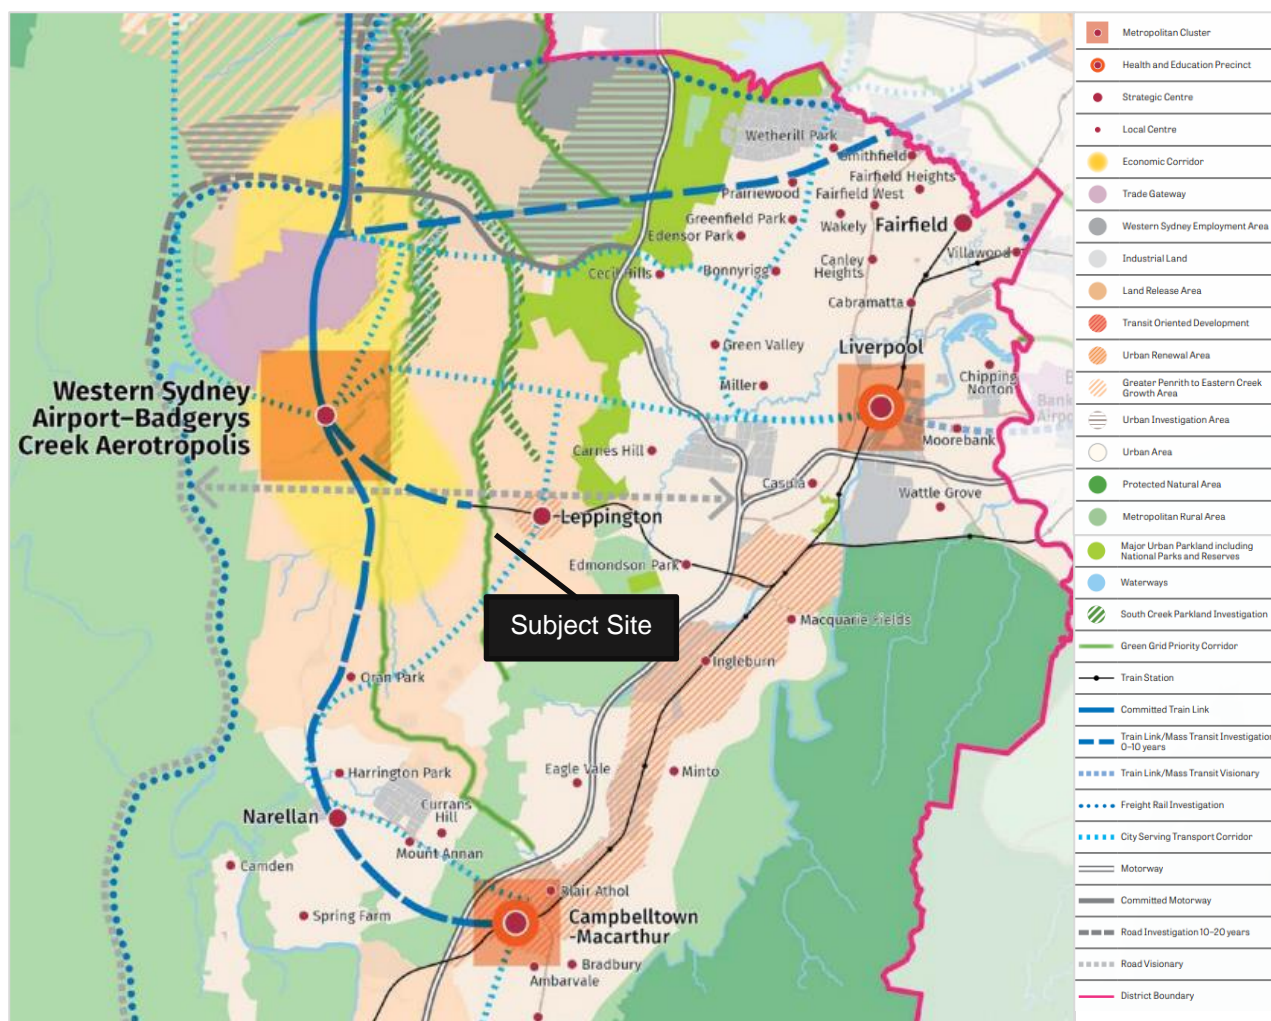 Wetherill Park
Smithfield
Fairfield Heights
Prairiewood
Fairfield West
Greenfield Park
Wakely
Fairfield
Edensor Park
Villawood
Cecil Hills
Bonnyrigg
Canley
Heights
Cabramatta
Green Valley
Liverpool
Miller
Chipping
Norton
Western Sydney
Airport–Badgerys
Creek Aerotropolis
Moorebank
Carnes Hill
Casula
Wattle Grove
Leppington
Edmondson Park
Subject Site
Macquarie Fields
Ingleburn
Oran Park
Harrington Park
Eagle Vale
Minto
Narellan
Currans
Hill
Mount Annan
Camden
Blair Athol
Spring Farm
Campbelltown
-Macarthur
Bradbury
Ambarvale
Metropolitan Cluster
Health and Education Precinct
Strategic Centre
Local Centre
Economic Corridor
Trade Gateway
Western Sydney Employment Area
Industrial Land
Land Release Area
Transit Oriented Development
Urban Renewal Area
Greater Penrith to Eastern Creek
Growth Area
Urban Investigation Area
Urban Area
Protected Natural Area
Metropolitan Rural Area
Major Urban Parkland including
National Parks and Reserves
Waterways
South Creek Parkland Investigation
Green Grid Priority Corridor
Train Station
Committed Train Link
Train Link/Mass Transit Investigation
0–10 years
Train Link/Mass Transit Visionary
Freight Rail Investigation
City Serving Transport Corridor
Motorway
Committed Motorway
Road Investigation 10–20 years
Road Visionary
District Boundary